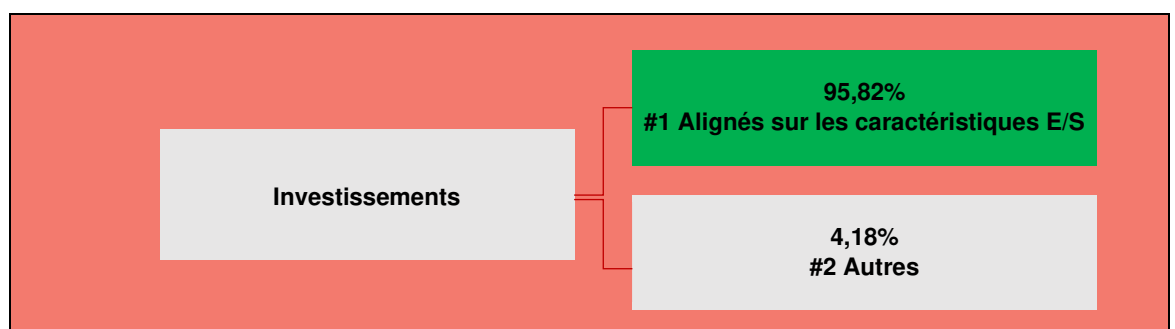 95,82%
#1 Alignés sur les caractéristiques E/S
Investissements
4,18%
#2 Autres